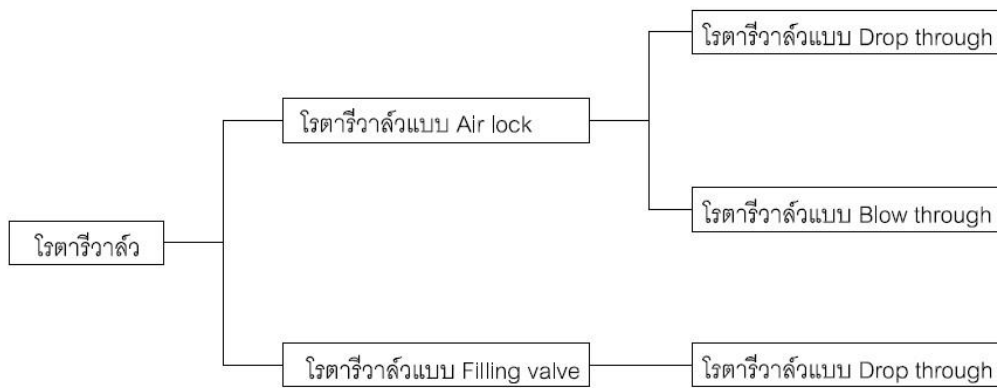 โรตารีวาล์วแบบ Drop through
โรตารีวาล์วแบบ Air lock
โรตารีวาล์วแบบ Blow through
โรตารีวาล์ว
โรตารีวาล์วแบบ Filling valve
โรตารีวาล์วแบบ Drop through